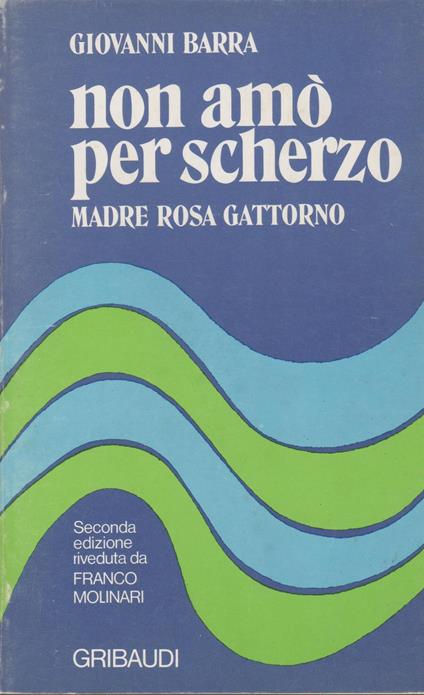 GIOVANNI BARRA
non amò
per scherzo
MADRE ROSA GATTORNO
Seconda
edizione
riveduta da
FRANCO
MOLINARI
GRIBAUDI